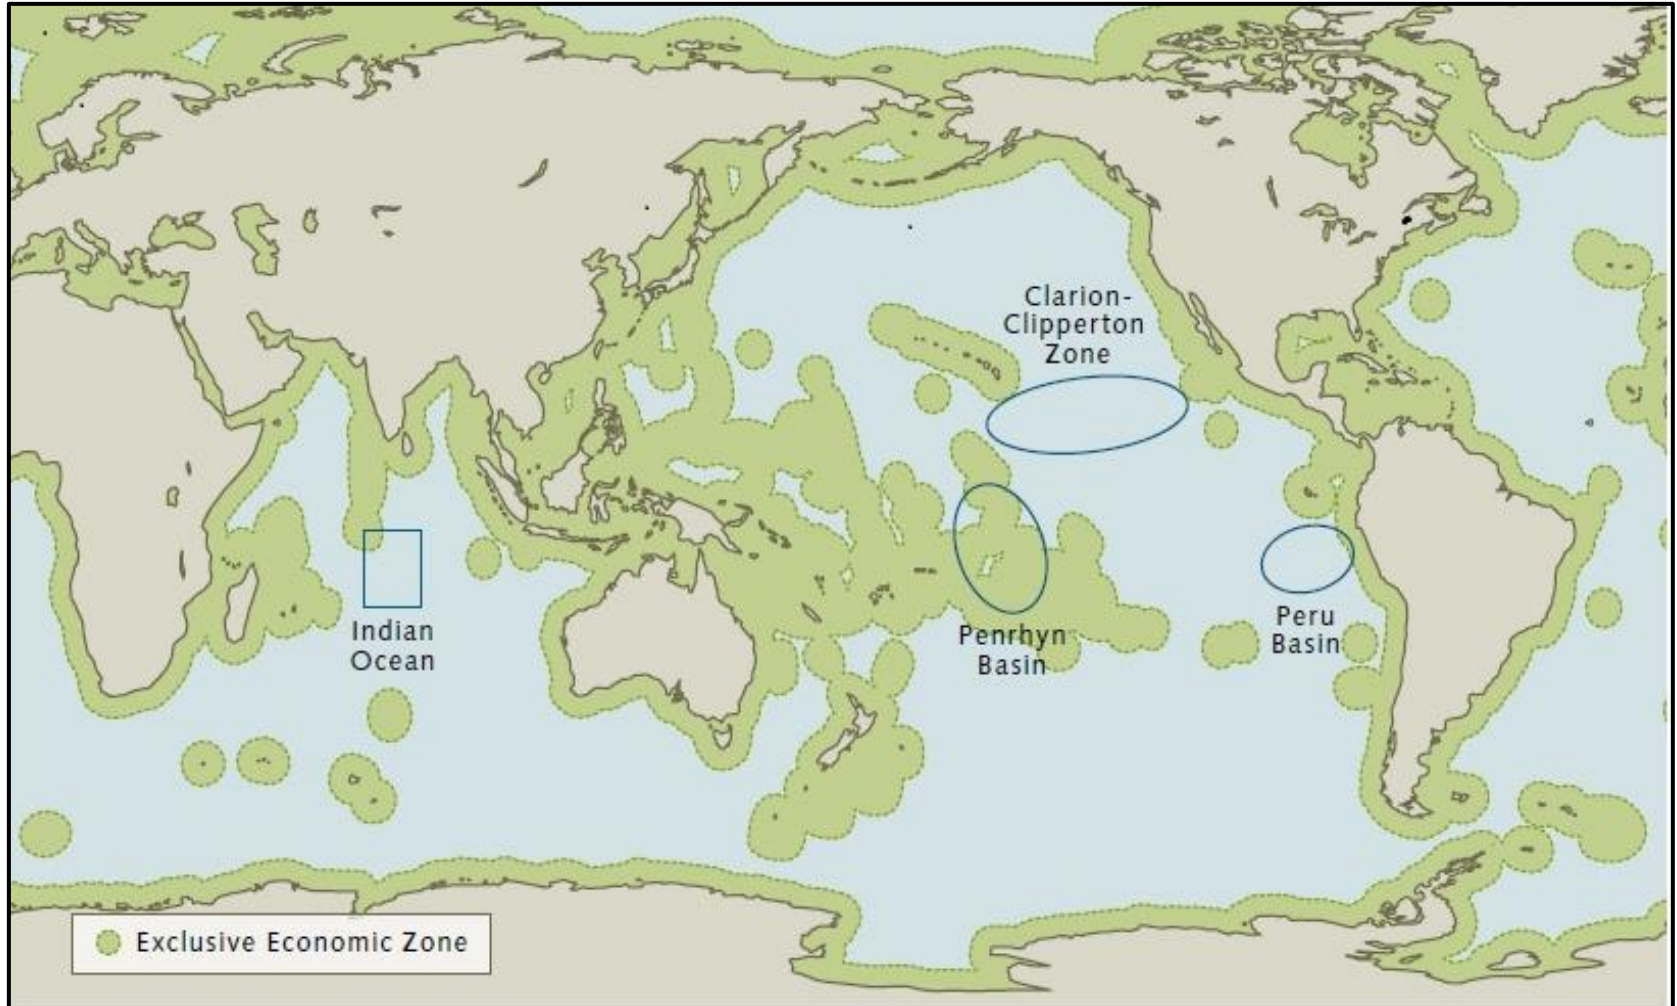 Clarion-
Clipperton
Zone
Indian
Ocean
Penrhyn
Basin
Peru
Basin
Exclusive Economic Zone